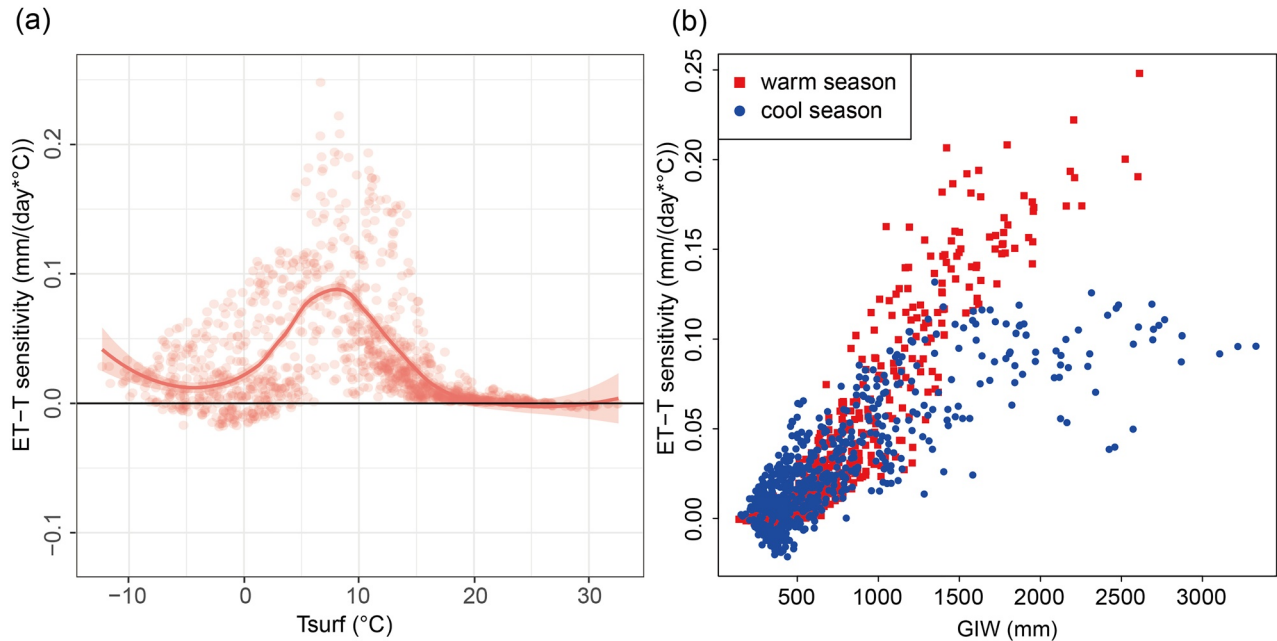 (a)
ET−T sensitivity (mm/(day*°C))
0.2
0.1
0.0
−0.1
−10
0
10
20
30
Tsurf (°C)
(b)
warm season
cool season
ET−T sensitivity (mm/(day*°C))
0.25
0.20
0.15
0.10
0.05
0.00
500
1000
1500
2000
2500
3000
GIW (mm)